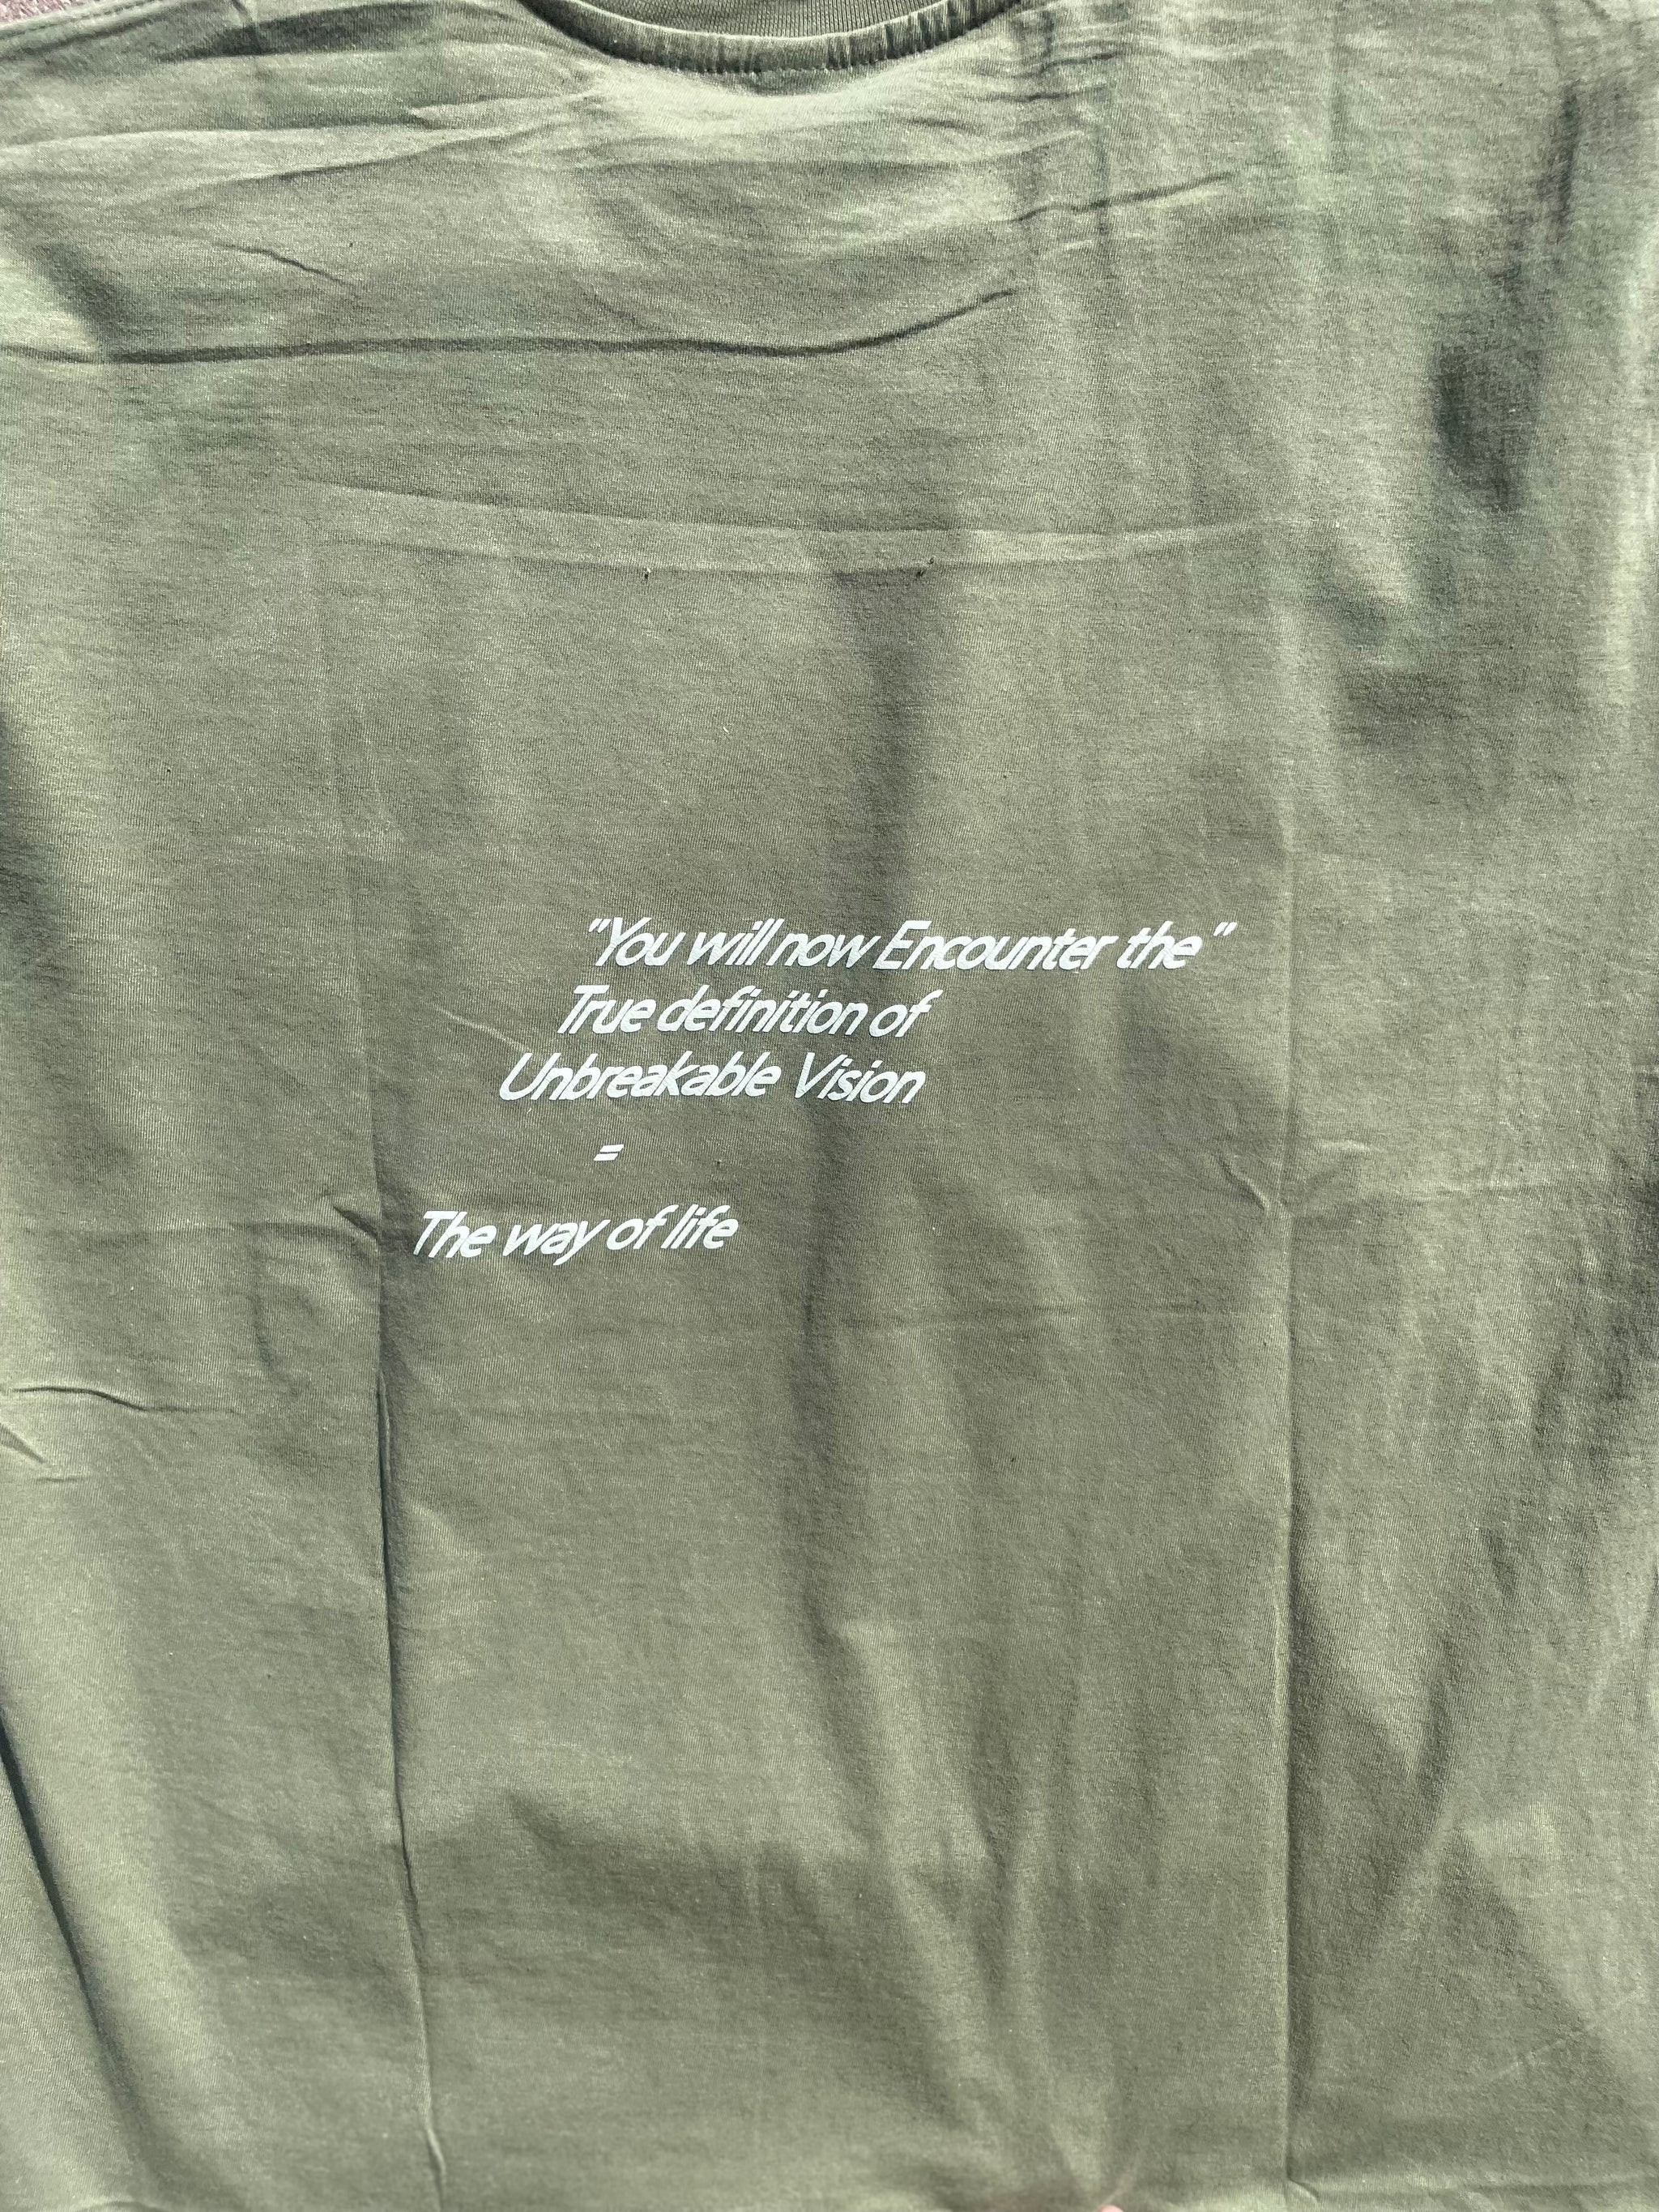 "You will now Encounter the"
True definition of
Unbreakable Vision
=
The way of life